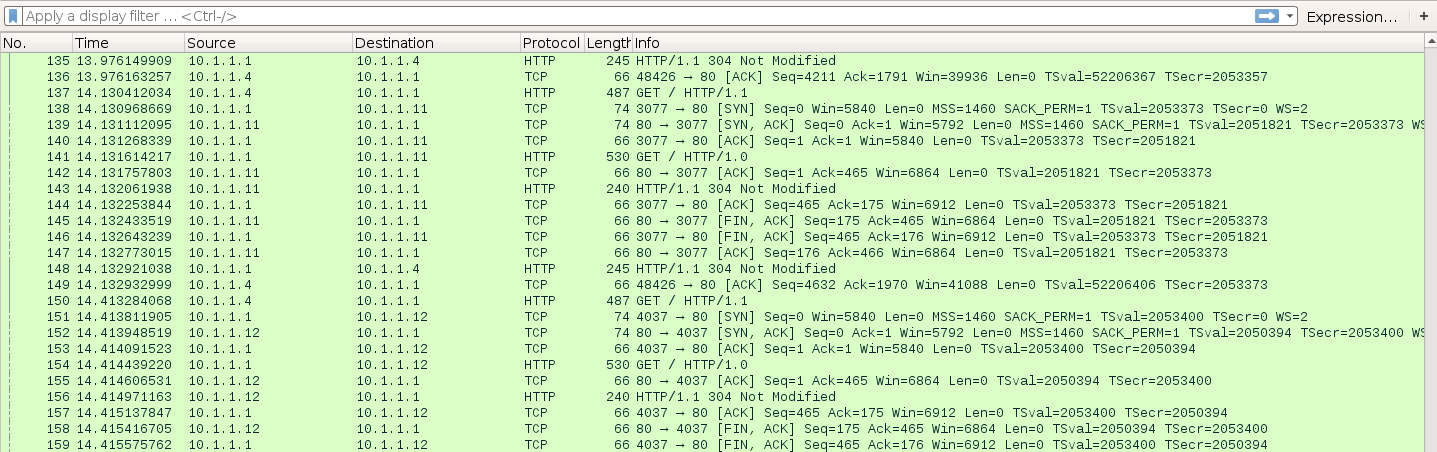 Apply a display filter ... <Ctrl-/> Expression... +
No. Time Source Destination Protocol Length Info
135 13.976149909 10.1.1.1 10.1.1.4 HTTP 245 HTTP/1.1 304 Not Modified
136 13.976163257 10.1.1.4 10.1.1.1 TCP 66 48426 → 80 [ACK] Seq=4211 Ack=1791 Win=39936 Len=0 TSval=52206367 TSecr=2053357
137 14.130412034 10.1.1.4 10.1.1.1 HTTP 487 GET / HTTP/1.1
138 14.130968669 10.1.1.1 10.1.1.11 TCP 74 3077 → 80 [SYN] Seq=0 Win=5840 Len=0 MSS=1460 SACK_PERM=1 TSval=2053373 TSecr=0 WS=2
139 14.131112095 10.1.1.11 10.1.1.1 TCP 74 80 → 3077 [SYN, ACK] Seq=0 Ack=1 Win=5792 Len=0 MSS=1460 SACK_PERM=1 TSval=2051821 TSecr=2053373 WS
140 14.131268339 10.1.1.1 10.1.1.11 TCP 66 3077 → 80 [ACK] Seq=1 Ack=1 Win=5840 Len=0 TSval=2053373 TSecr=2051821
141 14.131614217 10.1.1.1 10.1.1.11 HTTP 530 GET / HTTP/1.0
142 14.131757803 10.1.1.11 10.1.1.1 TCP 66 80 → 3077 [ACK] Seq=1 Ack=465 Win=6864 Len=0 TSval=2051821 TSecr=2053373
143 14.132061938 10.1.1.11 10.1.1.1 HTTP 240 HTTP/1.1 304 Not Modified
144 14.132253844 10.1.1.1 10.1.1.11 TCP 66 3077 → 80 [ACK] Seq=465 Ack=175 Win=6912 Len=0 TSval=2053373 TSecr=2051821
145 14.132433519 10.1.1.11 10.1.1.1 TCP 66 80 → 3077 [FIN, ACK] Seq=175 Ack=465 Win=6864 Len=0 TSval=2051821 TSecr=2053373
146 14.132643239 10.1.1.1 10.1.1.11 TCP 66 3077 → 80 [FIN, ACK] Seq=465 Ack=176 Win=6912 Len=0 TSval=2053373 TSecr=2051821
147 14.132773015 10.1.1.11 10.1.1.1 TCP 66 80 → 3077 [ACK] Seq=176 Ack=466 Win=6864 Len=0 TSval=2051821 TSecr=2053373
148 14.132921038 10.1.1.1 10.1.1.4 HTTP 245 HTTP/1.1 304 Not Modified
149 14.132932999 10.1.1.4 10.1.1.1 TCP 66 48426 → 80 [ACK] Seq=4632 Ack=1970 Win=41088 Len=0 TSval=52206406 TSecr=2053373
150 14.413284068 10.1.1.4 10.1.1.1 HTTP 487 GET / HTTP/1.1
151 14.413811905 10.1.1.1 10.1.1.12 TCP 74 4037 → 80 [SYN] Seq=0 Win=5840 Len=0 MSS=1460 SACK_PERM=1 TSval=2053400 TSecr=0 WS=2
152 14.413948519 10.1.1.12 10.1.1.1 TCP 74 80 → 4037 [SYN, ACK] Seq=0 Ack=1 Win=5792 Len=0 MSS=1460 SACK_PERM=1 TSval=2050394 TSecr=2053400 WS
153 14.414091523 10.1.1.1 10.1.1.12 TCP 66 4037 → 80 [ACK] Seq=1 Ack=1 Win=5840 Len=0 TSval=2053400 TSecr=2050394
154 14.414439220 10.1.1.1 10.1.1.12 HTTP 530 GET / HTTP/1.0
155 14.414606531 10.1.1.12 10.1.1.1 TCP 66 80 → 4037 [ACK] Seq=1 Ack=465 Win=6864 Len=0 TSval=2050394 TSecr=2053400
156 14.414971163 10.1.1.12 10.1.1.1 HTTP 240 HTTP/1.1 304 Not Modified
157 14.415137847 10.1.1.1 10.1.1.12 TCP 66 4037 → 80 [ACK] Seq=465 Ack=175 Win=6912 Len=0 TSval=2053400 TSecr=2050394
158 14.415416705 10.1.1.12 10.1.1.1 TCP 66 80 → 4037 [FIN, ACK] Seq=175 Ack=465 Win=6864 Len=0 TSval=2050394 TSecr=2053400
159 14.415575762 10.1.1.1 10.1.1.12 TCP 66 4037 → 80 [FIN, ACK] Seq=465 Ack=176 Win=6912 Len=0 TSval=2053400 TSecr=2050394